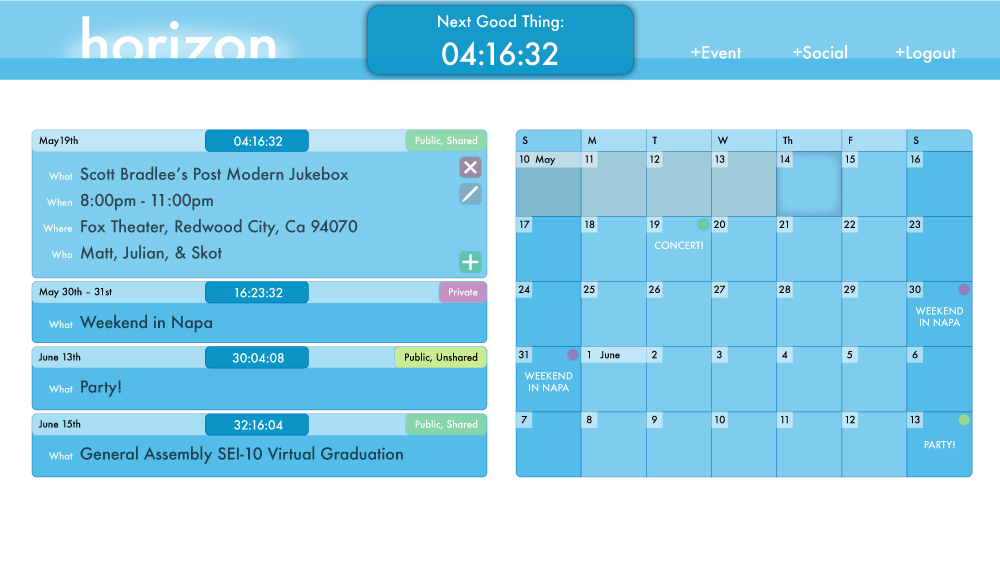 horizon
Next Good Thing:
04:16:32
+Event +Social +Logout
May19th 04:16:32 Public, Shared
What Scott Bradlee's Post Modern Jukebox
When 8:00pm - 11:00pm
Where Fox Theater, Redwood City, Ca 94070
Who Matt, Julian, & Skot
May 30th – 31st 16:23:32 Private
What Weekend in Napa
June 13th 30:04:08 Public, Unshared
What Party!
June 15th 32:16:04 Public, Shared
What General Assembly SEI-10 Virtual Graduation
S M T W Th F S
10 May 11 12 13 14 15 16
17 18 19 20 21 22 23
CONCERT!
24 25 26 27 28 29 30
WEEKEND
IN NAPA
31 1 June 2 3 4 5 6
WEEKEND
IN NAPA
7 8 9 10 11 12 13
PARTY!